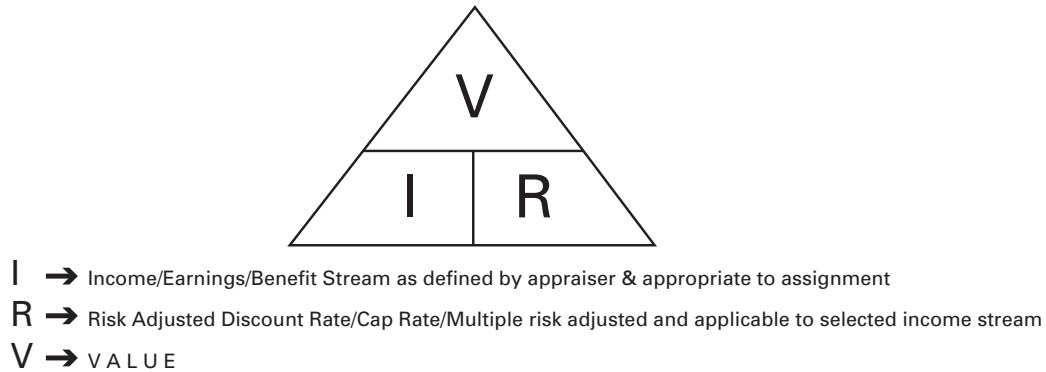 V
I R
I ➔ Income/Earnings/Benefit Stream as defined by appraiser & appropriate to assignment
R ➔ Risk Adjusted Discount Rate/Cap Rate/Multiple risk adjusted and applicable to selected income stream
V ➔ V A L U E